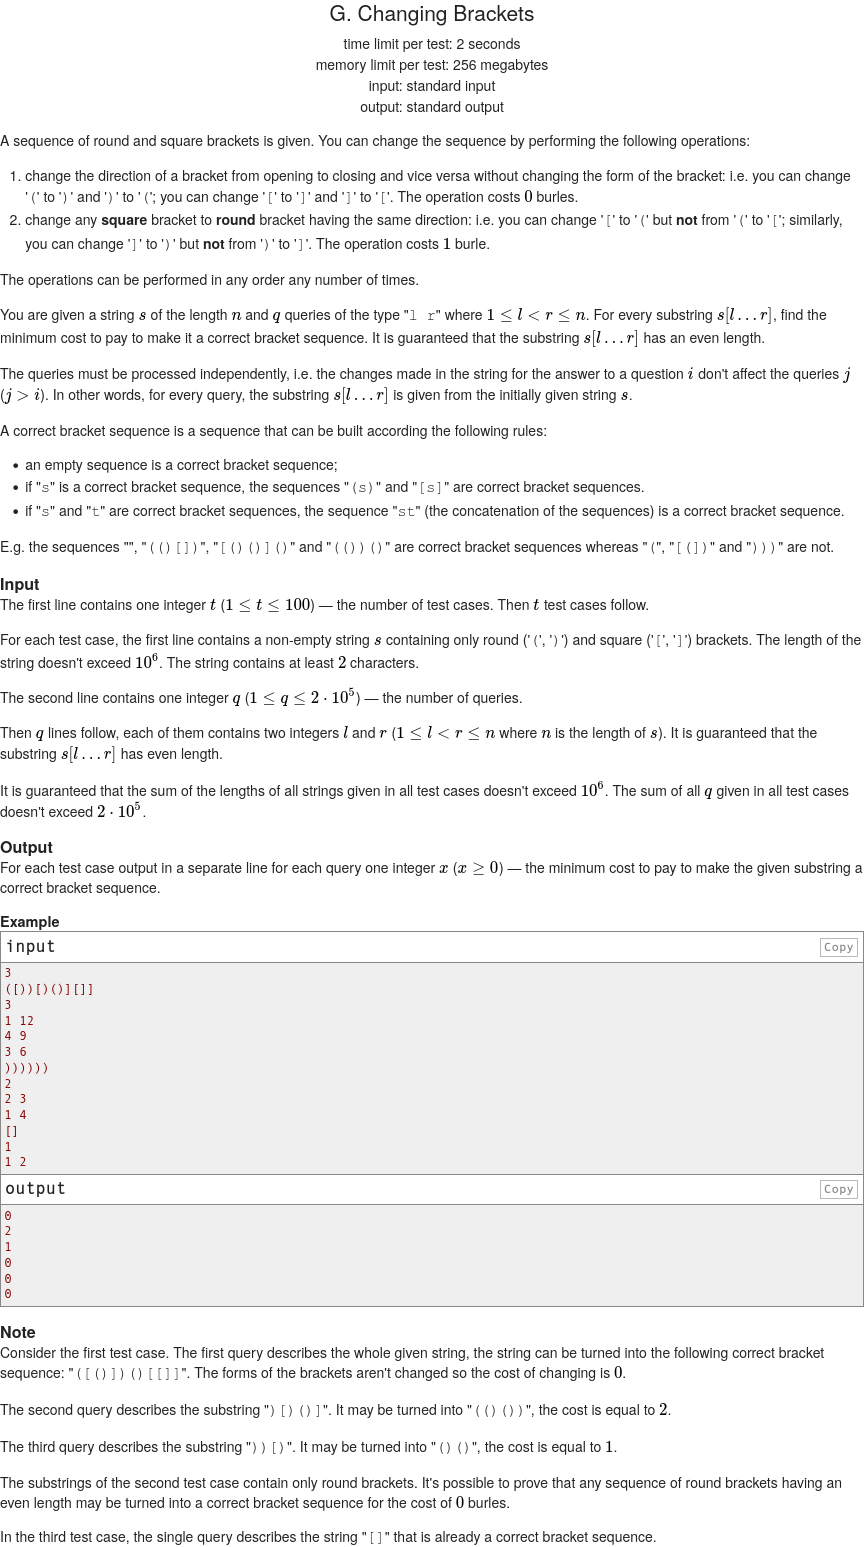 G. Changing Brackets
time limit per test: 2 seconds
memory limit per test: 256 megabytes
input: standard input
output: standard output
A sequence of round and square brackets is given. You can change the sequence by performing the following operations:
1. change the direction of a bracket from opening to closing and vice versa without changing the form of the bracket: i.e. you can change
'(' to ')' and ')' to '('; you can change '[' to ']' and ']' to '['. The operation costs 0 burles.
2. change any square bracket to round bracket having the same direction: i.e. you can change '[' to '(' but not from '(' to '['; similarly,
you can change ']' to ')' but not from ')' to ']'. The operation costs 1 burle.
The operations can be performed in any order any number of times.
You are given a string s of the length n and q queries of the type "l r" where 1 ≤ l < r ≤ n. For every substring s[l…r], find the
minimum cost to pay to make it a correct bracket sequence. It is guaranteed that the substring s[l…r] has an even length.
The queries must be processed independently, i.e. the changes made in the string for the answer to a question i don't affect the queries j
(j > i). In other words, for every query, the substring s[l…r] is given from the initially given string s.
A correct bracket sequence is a sequence that can be built according the following rules:
• an empty sequence is a correct bracket sequence;
• if "s" is a correct bracket sequence, the sequences "(s)" and "[s]" are correct bracket sequences.
• if "s" and "t" are correct bracket sequences, the sequence "st" (the concatenation of the sequences) is a correct bracket sequence.
E.g. the sequences "", "(()[])", "[()()]()" and "(())()" are correct bracket sequences whereas "(", "[(])" and ")))" are not.
Input
The first line contains one integer t (1 ≤ t ≤ 100) — the number of test cases. Then t test cases follow.
For each test case, the first line contains a non-empty string s containing only round ('(', ')') and square ('[', ']') brackets. The length of the
string doesn't exceed 10^6. The string contains at least 2 characters.
The second line contains one integer q (1 ≤ q ≤ 2 · 10^5) — the number of queries.
Then q lines follow, each of them contains two integers l and r (1 ≤ l < r ≤ n where n is the length of s). It is guaranteed that the
substring s[l…r] has even length.
It is guaranteed that the sum of the lengths of all strings given in all test cases doesn't exceed 10^6. The sum of all q given in all test cases
doesn't exceed 2 · 10^5.
Output
For each test case output in a separate line for each query one integer x (x ≥ 0) — the minimum cost to pay to make the given substring a
correct bracket sequence.
Example
input
Copy
3
([))[)()][]]
3
1 12
4 9
3 6
))))))
2
2 3
1 4
[]
1
1 2
output
Copy
0
2
1
0
0
0
Note
Consider the first test case. The first query describes the whole given string, the string can be turned into the following correct bracket
sequence: "([()])()[[]]". The forms of the brackets aren't changed so the cost of changing is 0.
The second query describes the substring ")[)()]". It may be turned into "(()())", the cost is equal to 2.
The third query describes the substring "))[)". It may be turned into "()()", the cost is equal to 1.
The substrings of the second test case contain only round brackets. It's possible to prove that any sequence of round brackets having an
even length may be turned into a correct bracket sequence for the cost of 0 burles.
In the third test case, the single query describes the string "[]" that is already a correct bracket sequence.